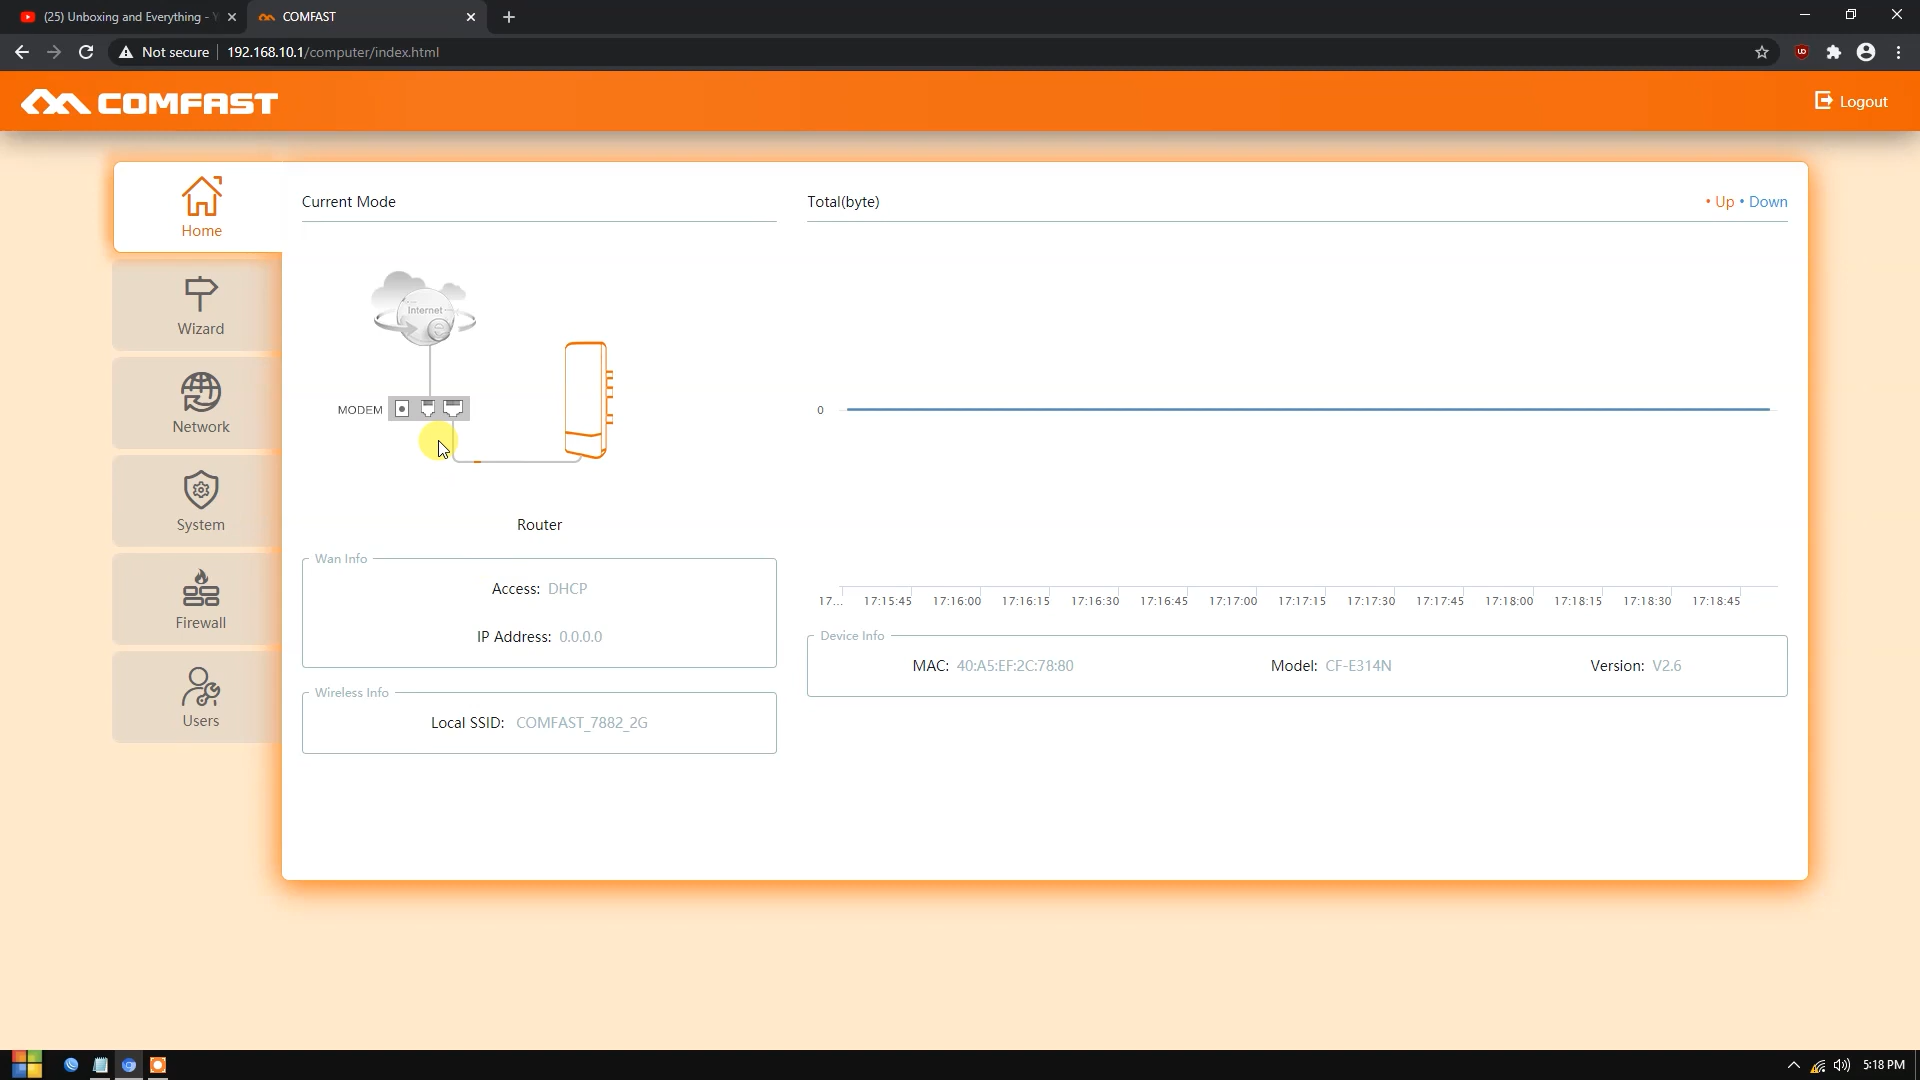 (25) Unboxing and Everything - Y
COMFAST
Not secure
192.168.10.1/computer/index.html
COMFAST
Logout
Home
Wizard
Network
System
Firewall
Users
Current Mode
Internet
MODEM
Router
Wan Info
Access: DHCP
IP Address: 0.0.0.0
Wireless Info
Local SSID: COMFAST_7882_2G
Total(byte)
• Up • Down
0
17... 17:15:45 17:16:00 17:16:15 17:16:30 17:16:45 17:17:00 17:17:15 17:17:30 17:17:45 17:18:00 17:18:15 17:18:30 17:18:45
Device Info
MAC: 40:A5:EF:2C:78:80 Model: CF-E314N Version: V2.6
5:18 PM